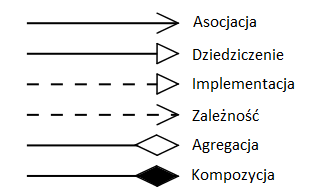 Asocjacja
Dziedziczenie
Implementacja
Zależność
Agregacja
Kompozycja